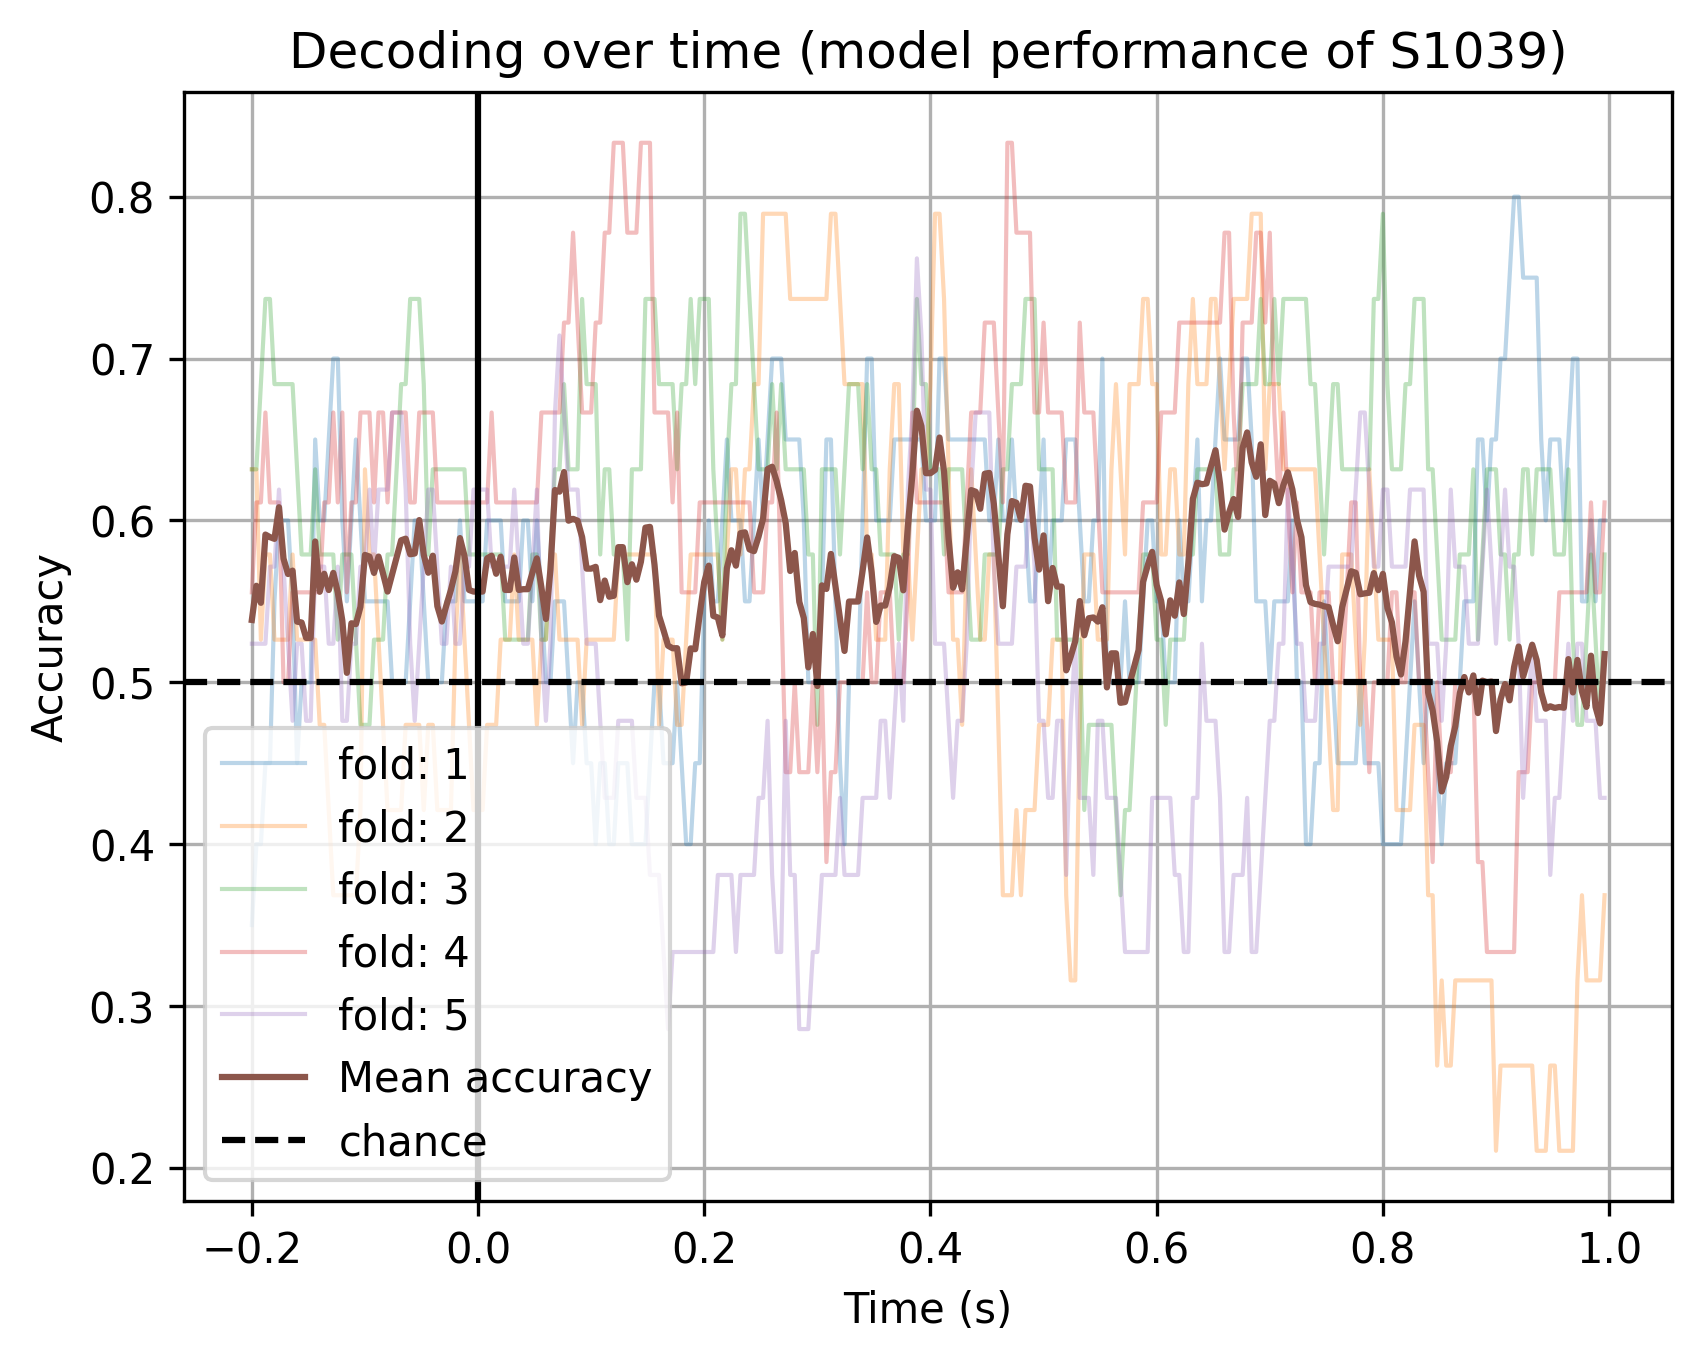 Decoding over time (model performance of S1039)
Accuracy
0.8
0.7
0.6
0.5
0.4
0.3
0.2
fold: 1
fold: 2
fold: 3
fold: 4
fold: 5
Mean accuracy
chance
−0.2 0.0 0.2 0.4 0.6 0.8 1.0
Time (s)